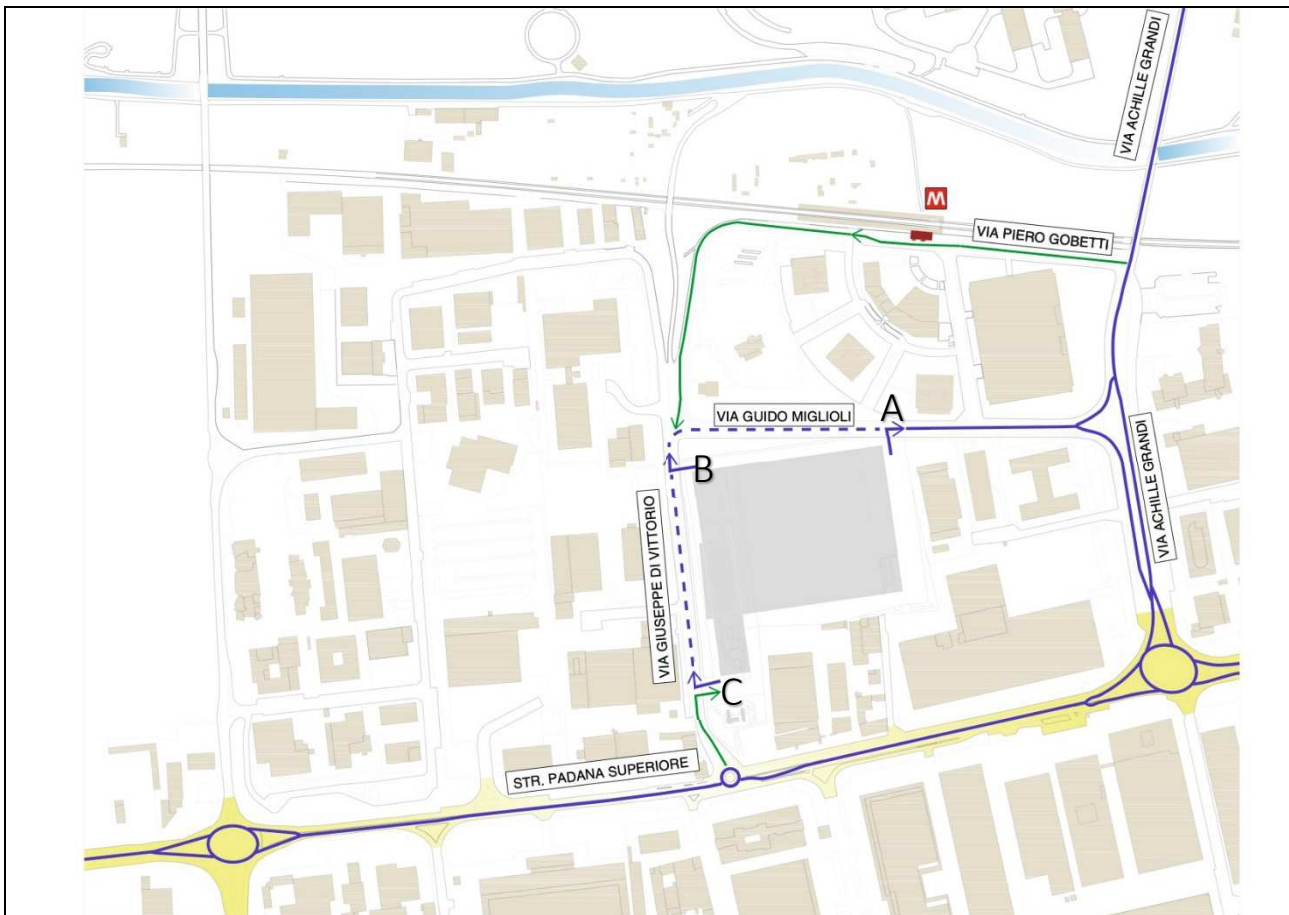 VIA ACHILLE GRANDI
M
VIA PIERO GOBETTI
VIA GUIDO MIGLIOLI
A
B
VIA GIUSEPPE DI VITTORIO
VIA ACHILLE GRANDI
C
STR. PADANA SUPERIORE